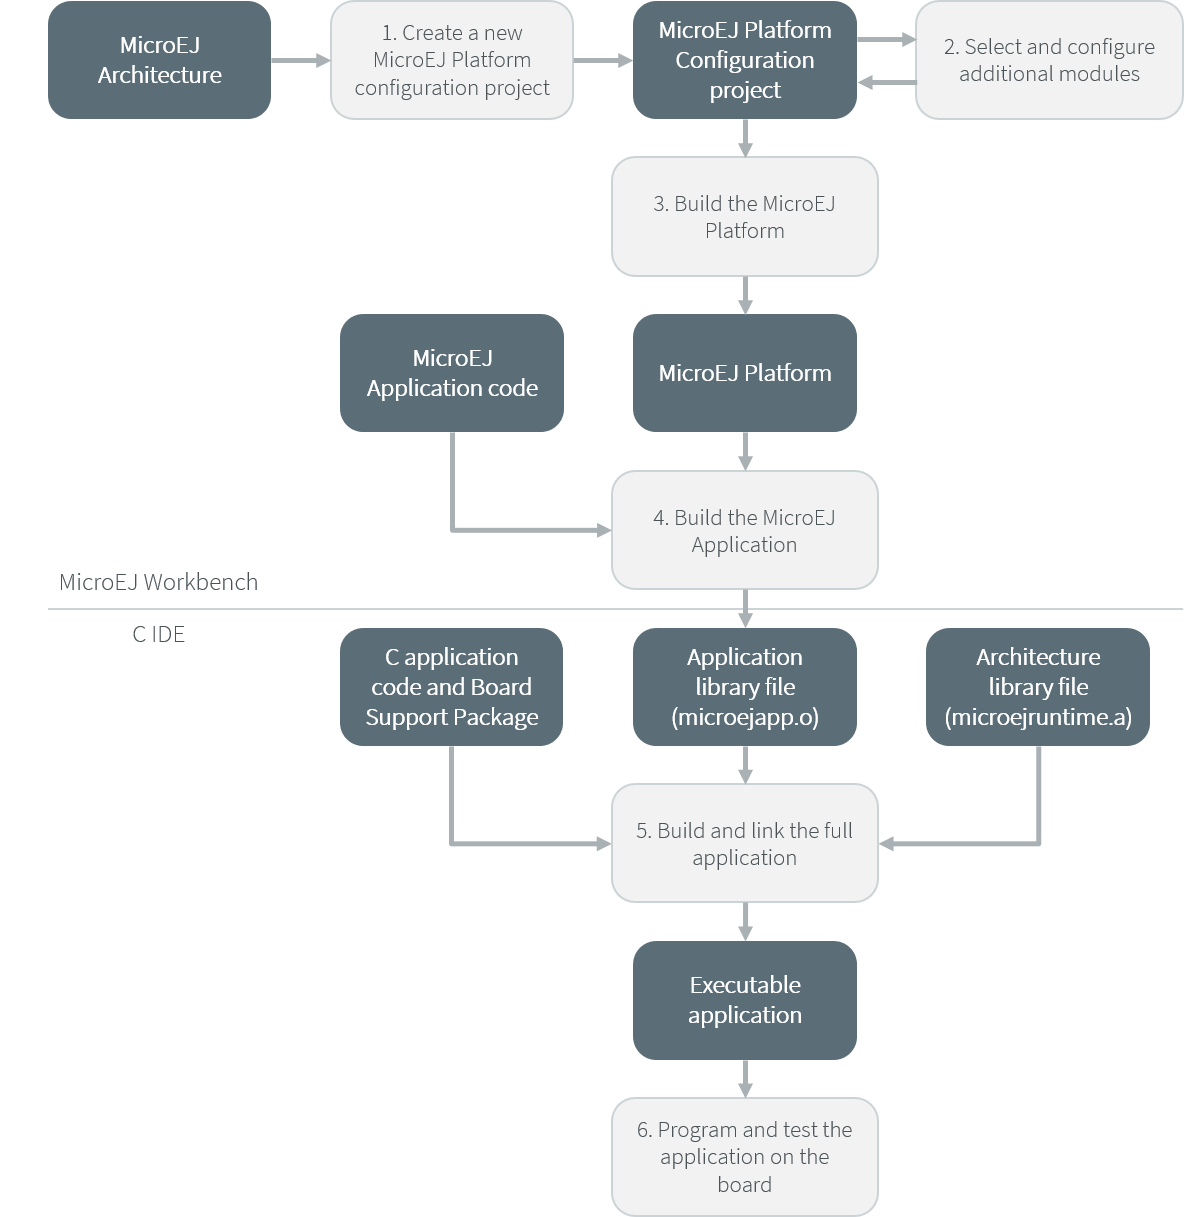 MicroEJ
Architecture
1. Create a new
MicroEJ Platform
configuration project
MicroEJ Platform
Configuration
project
2. Select and configure
additional modules
3. Build the MicroEJ
Platform
MicroEJ
Application code
MicroEJ Platform
4. Build the MicroEJ
Application
MicroEJ Workbench
C IDE
C application
code and Board
Support Package
Application
library file
(microejapp.o)
Architecture
library file
(microejruntime.a)
5. Build and link the full
application
Executable
application
6. Program and test the
application on the
board